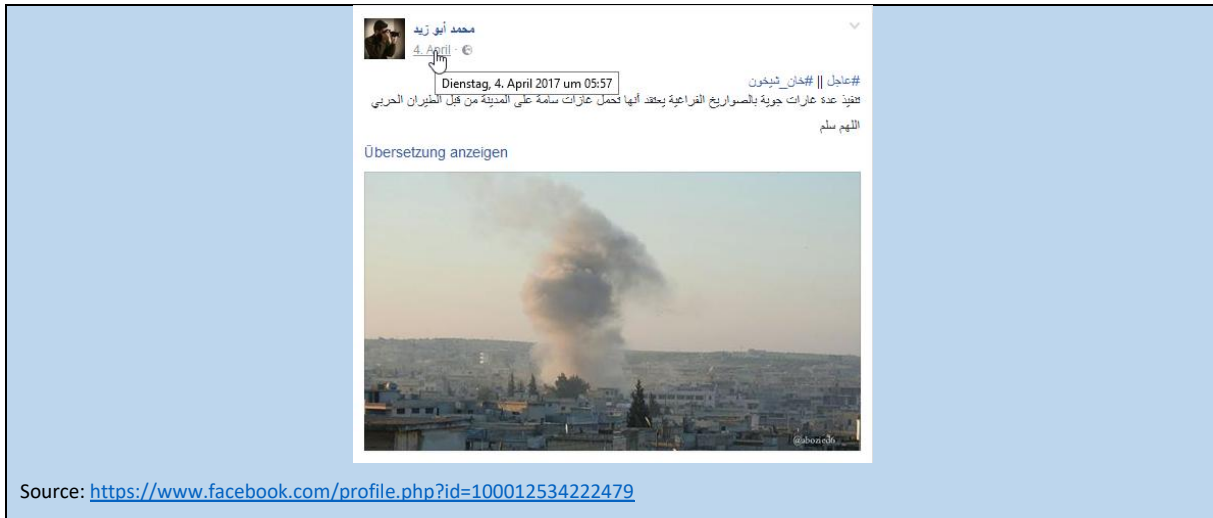 محمد أبو زيد
4. April
Dienstag, 4. April 2017 um 05:57
#عاجل || #خان_شيخون
تنفيذ عدة غارات جوية بالصواريخ الفراغية يعتقد أنها تحمل غازات سامة على المدينة من قبل الطيران الحربي
اللهم سلم
Übersetzung anzeigen
@abozied6
Source: https://www.facebook.com/profile.php?id=100012534222479